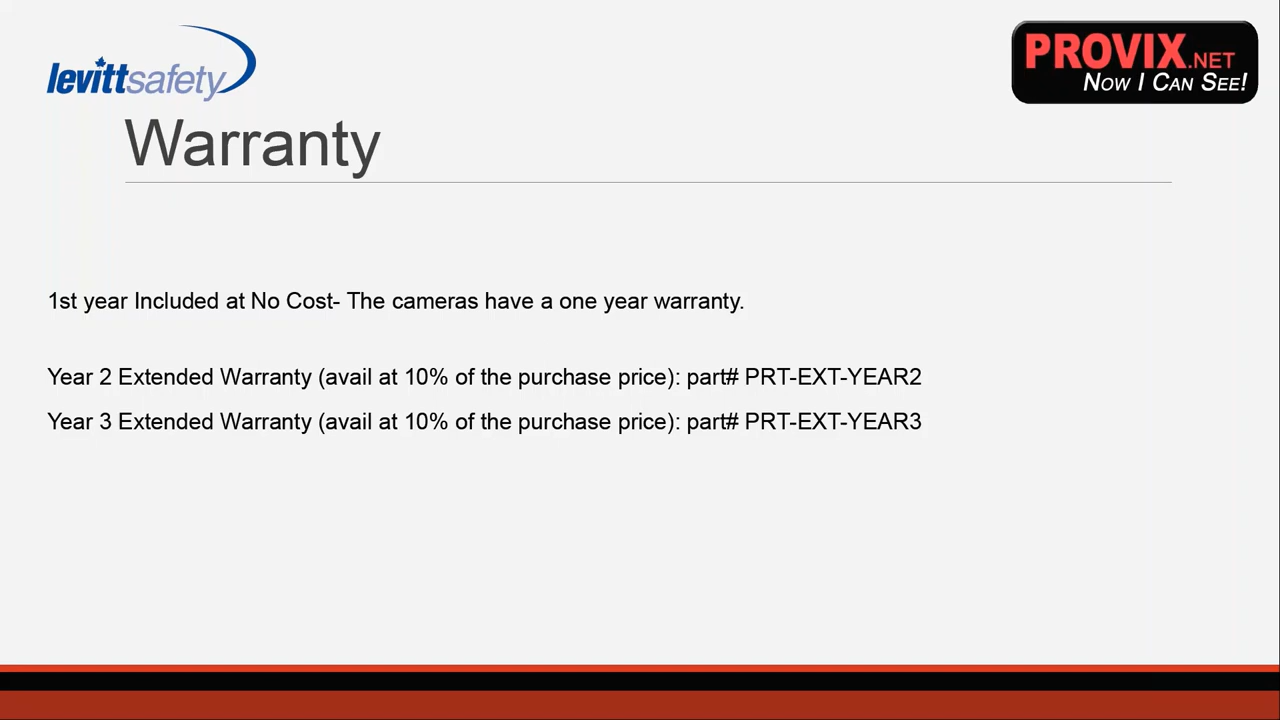 levittsafety
PROVIX.NET
NOW I CAN SEE!
Warranty
1st year Included at No Cost- The cameras have a one year warranty.
Year 2 Extended Warranty (avail at 10% of the purchase price): part# PRT-EXT-YEAR2
Year 3 Extended Warranty (avail at 10% of the purchase price): part# PRT-EXT-YEAR3